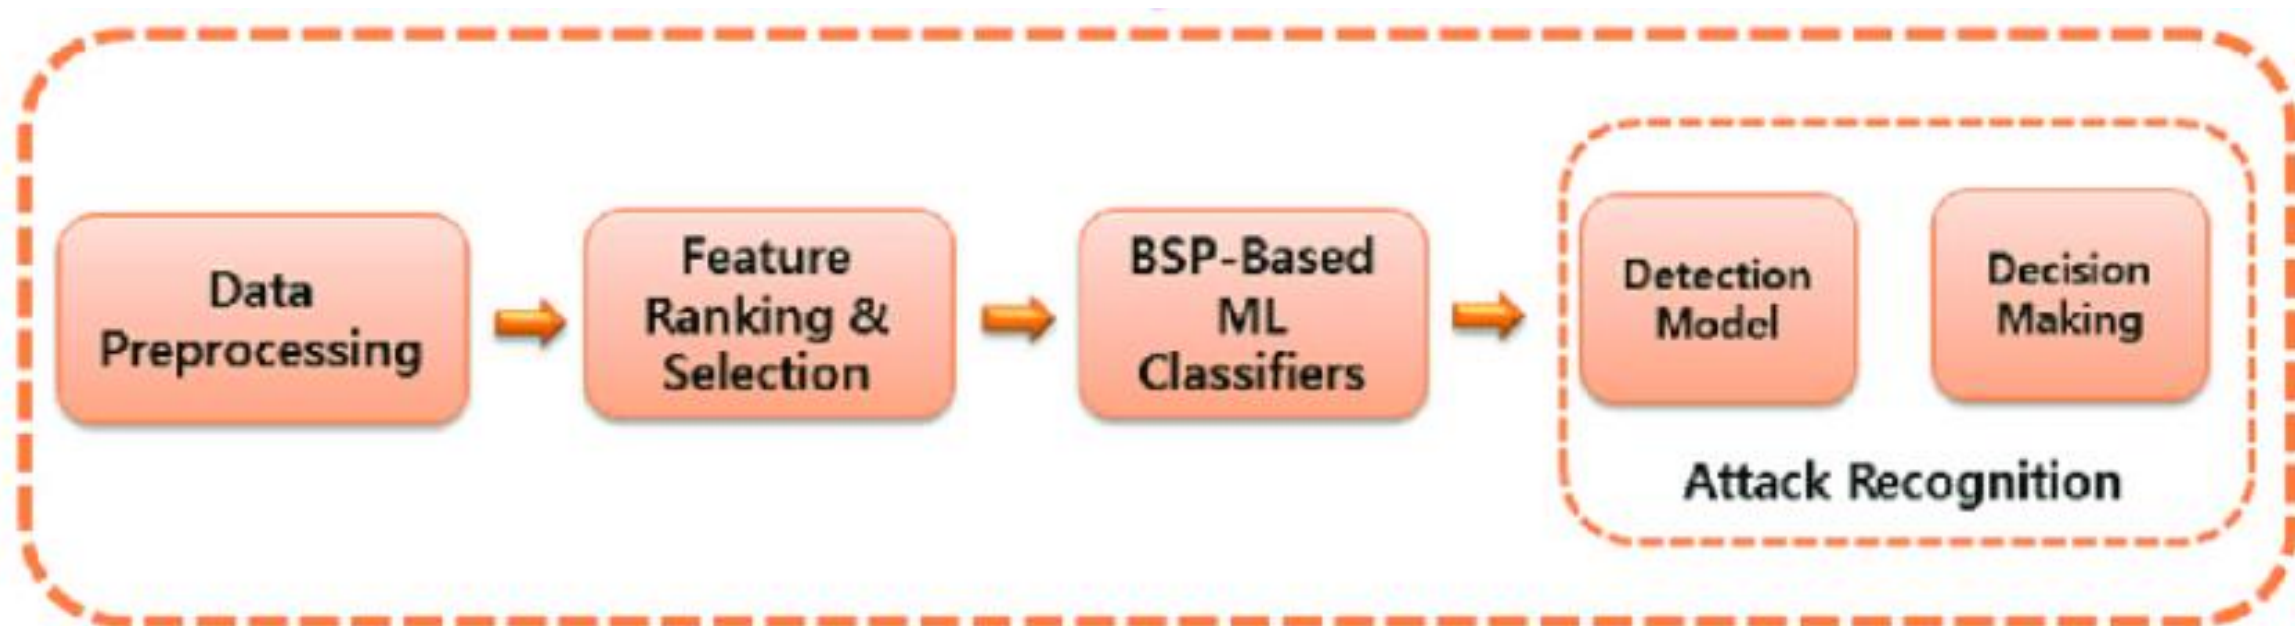 Data
Preprocessing
Feature
Ranking &
Selection
BSP-Based
ML
Classifiers
Detection
Model
Decision
Making
Attack Recognition